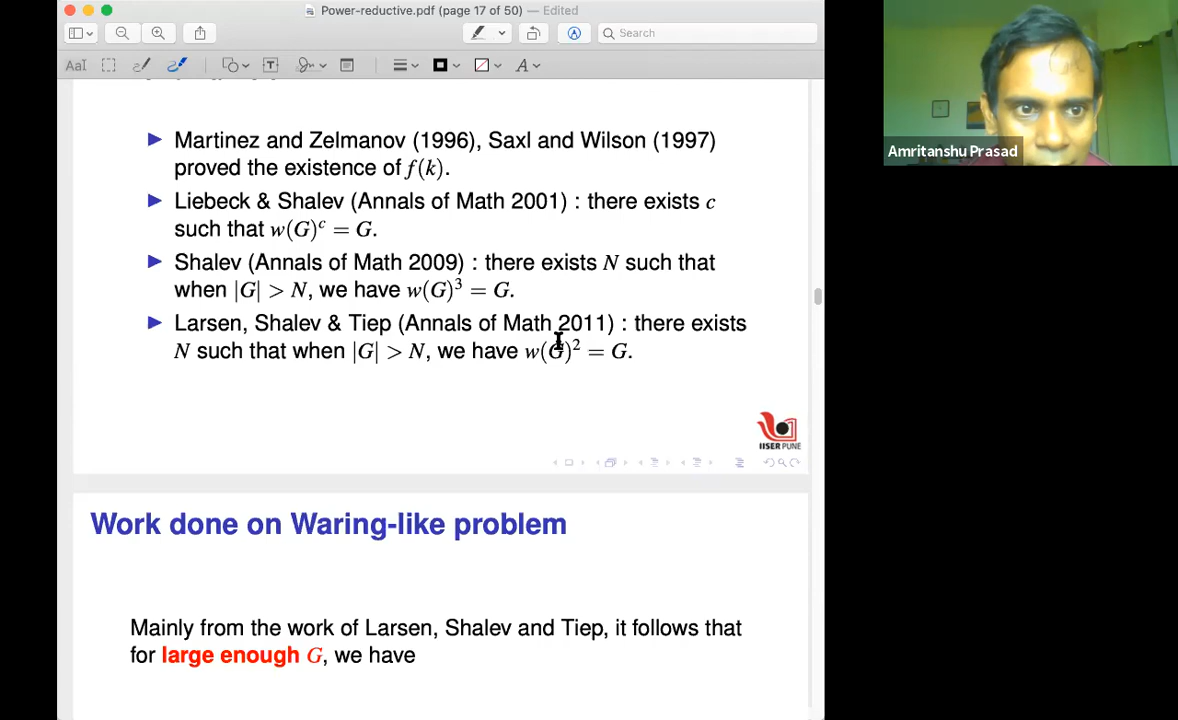 Power-reductive.pdf (page 17 of 50) — Edited
Search
Martinez and Zelmanov (1996), Saxl and Wilson (1997)
proved the existence of f(k).
Liebeck & Shalev (Annals of Math 2001) : there exists c
such that w(G)^c = G.
Shalev (Annals of Math 2009) : there exists N such that
when |G| > N, we have w(G)^3 = G.
Larsen, Shalev & Tiep (Annals of Math 2011) : there exists
N such that when |G| > N, we have w(G)^2 = G.
IISER PUNE
Work done on Waring-like problem
Mainly from the work of Larsen, Shalev and Tiep, it follows that
for large enough G, we have
Amritanshu Prasad